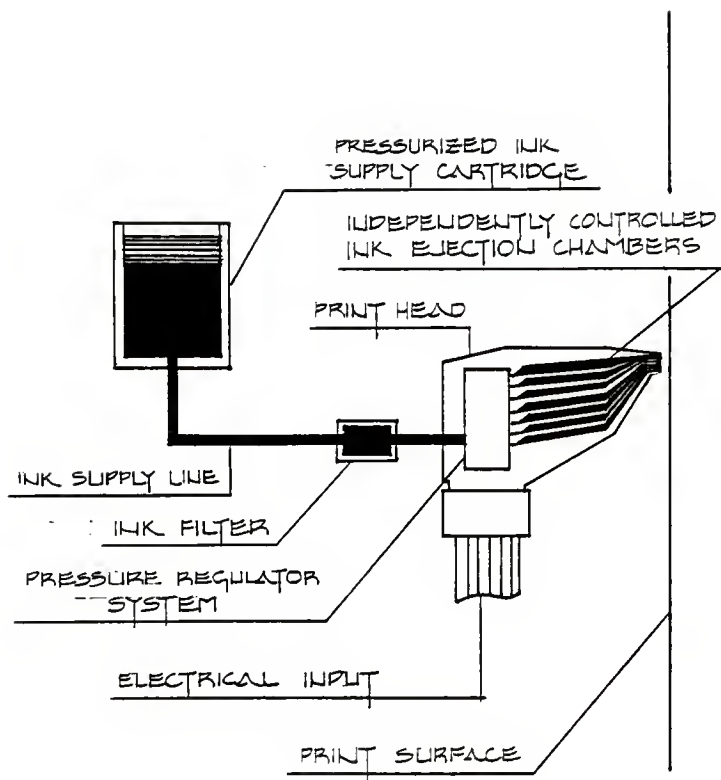 PRESSURIZED INK
SUPPLY CARTRIDGE
INDEPENDENTLY CONTROLLED
INK EJECTION CHAMBERS
PRINT HEAD
INK SUPPLY LINE
INK FILTER
PRESSURE REGULATOR
SYSTEM
ELECTRICAL INPUT
PRINT SURFACE